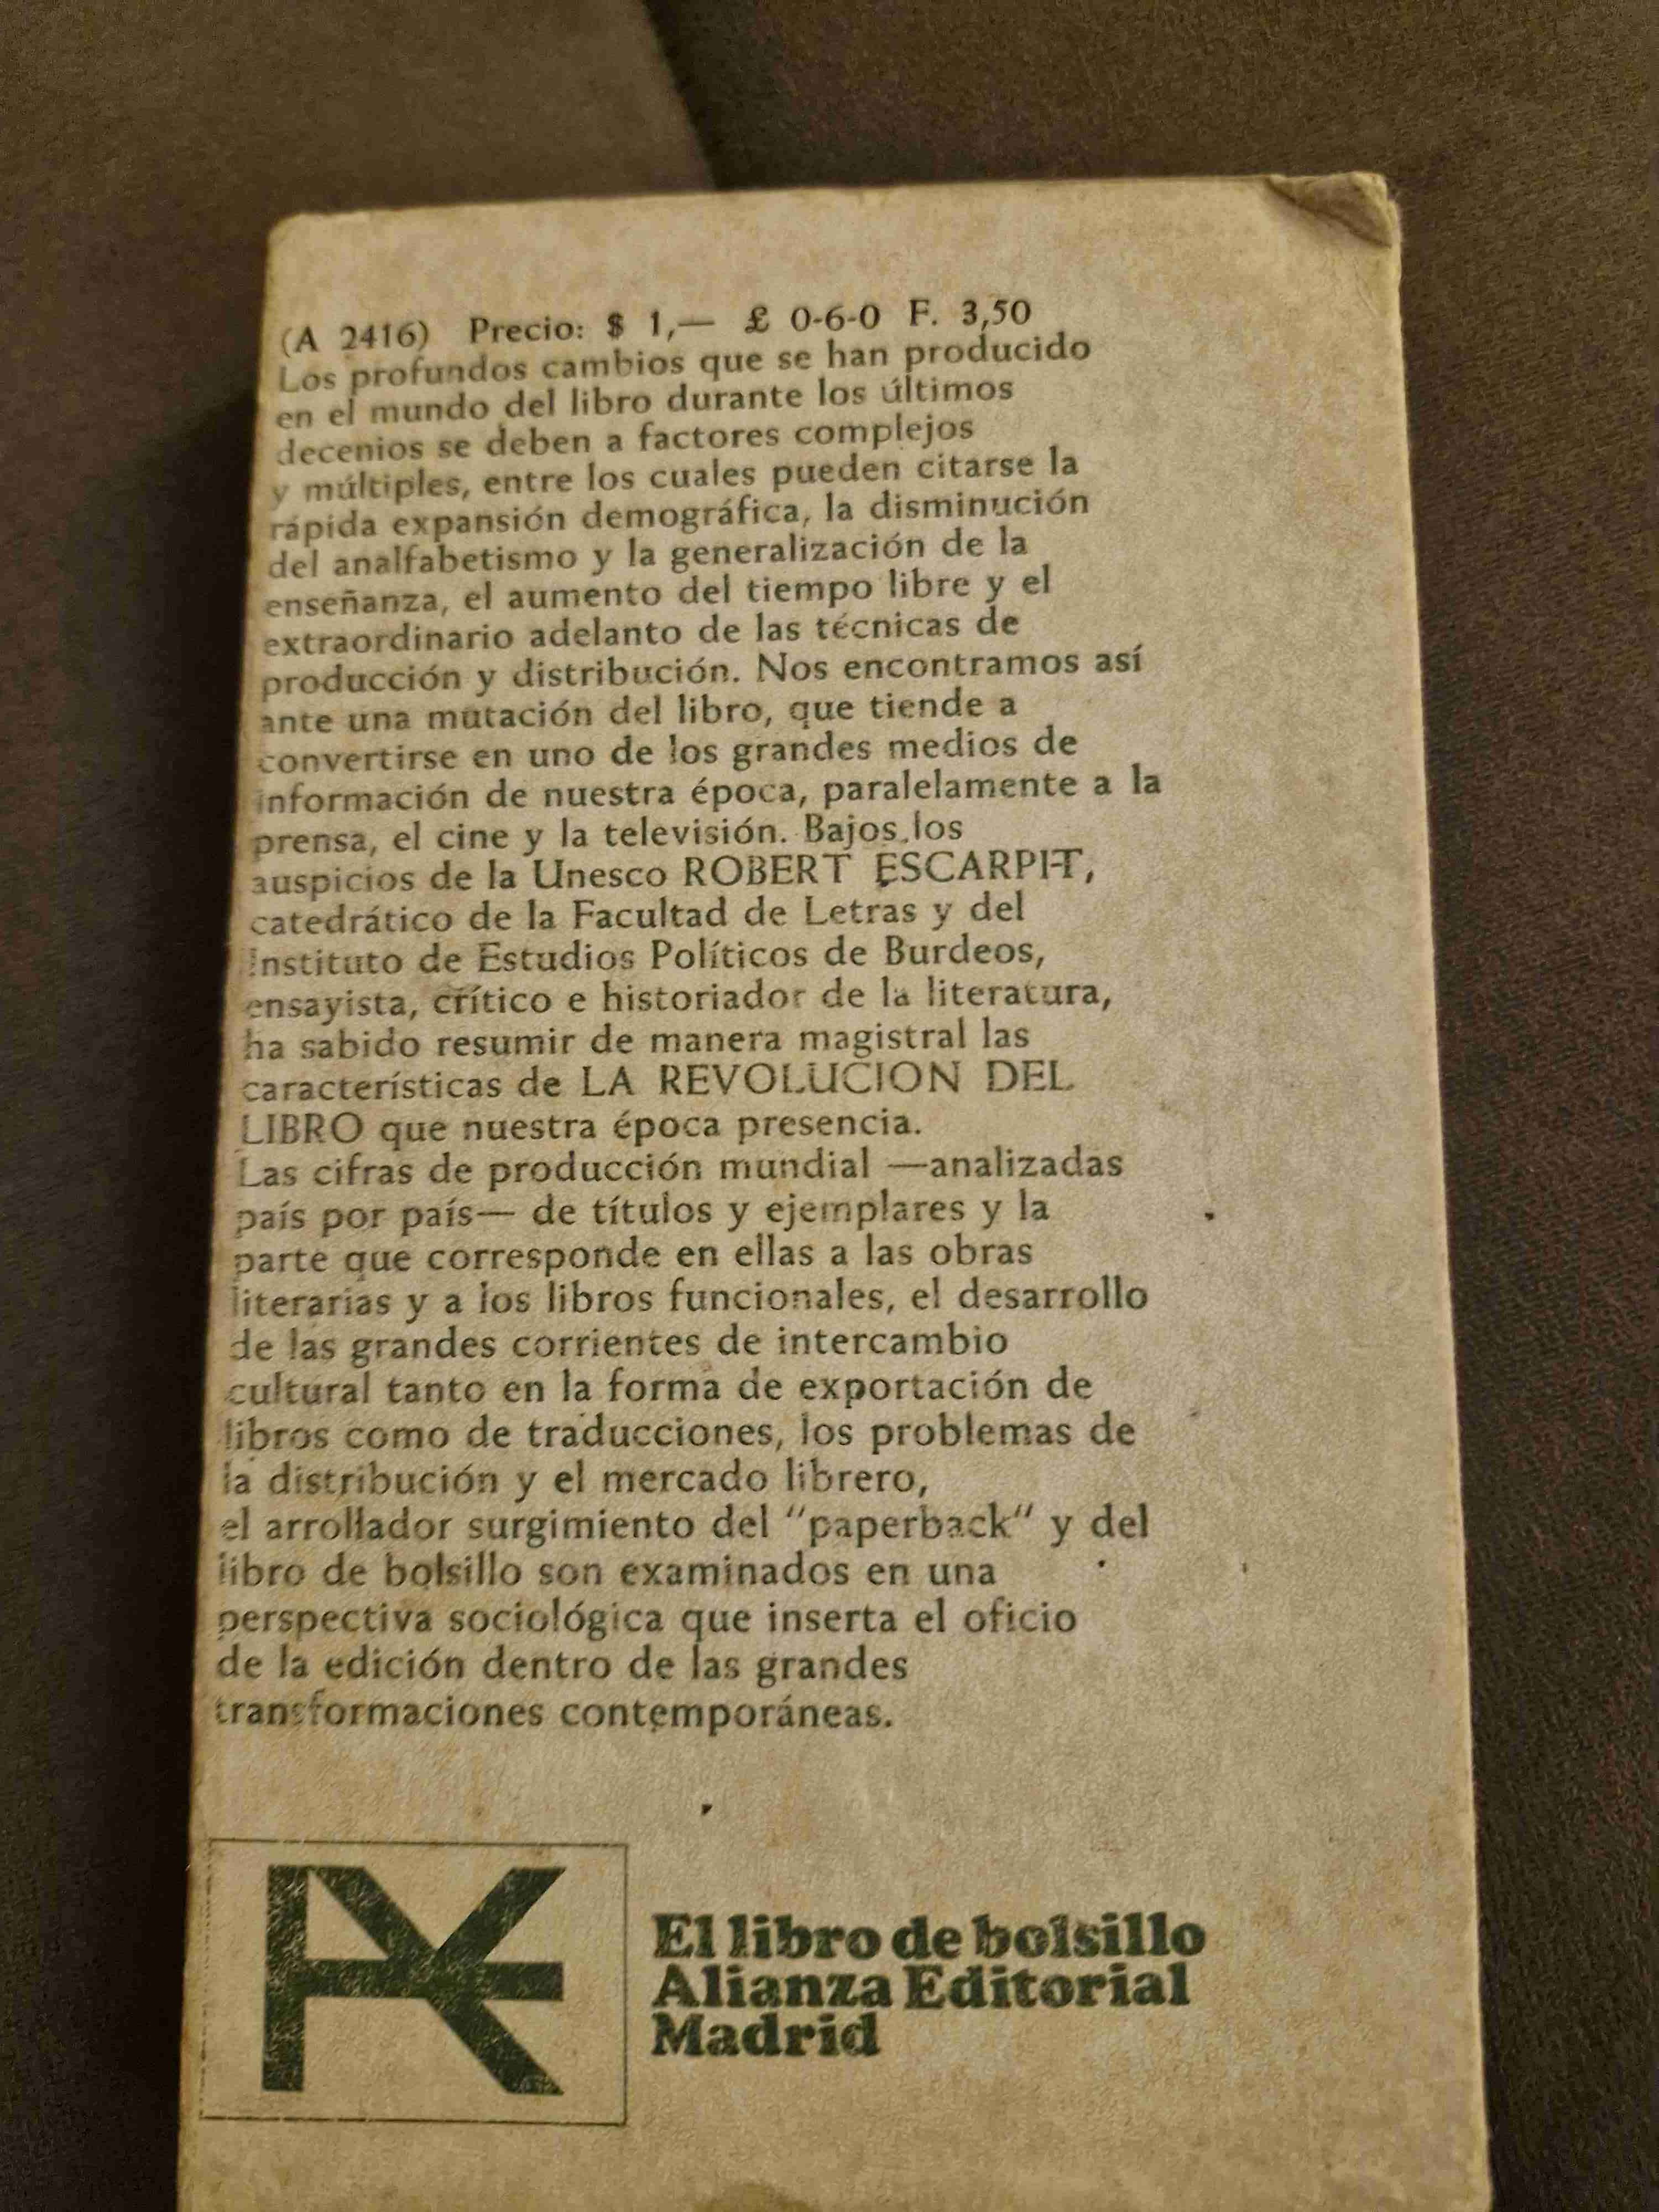 (A 2416) Precio: $ 1,— £ 0-6-0 F. 3,50
Los profundos cambios que se han producido
en el mundo del libro durante los últimos
decenios se deben a factores complejos
y múltiples, entre los cuales pueden citarse la
rápida expansión demográfica, la disminución
del analfabetismo y la generalización de la
enseñanza, el aumento del tiempo libre y el
extraordinario adelanto de las técnicas de
producción y distribución. Nos encontramos así
ante una mutación del libro, que tiende a
convertirse en uno de los grandes medios de
información de nuestra época, paralelamente a la
prensa, el cine y la televisión. Bajos los
auspicios de la Unesco ROBERT ESCARPIT,
catedrático de la Facultad de Letras y del
Instituto de Estudios Políticos de Burdeos,
ensayista, crítico e historiador de la literatura,
ha sabido resumir de manera magistral las
características de LA REVOLUCION DEL
LIBRO que nuestra época presencia.
Las cifras de producción mundial —analizadas
país por país— de títulos y ejemplares y la
parte que corresponde en ellas a las obras
literarias y a los libros funcionales, el desarrollo
de las grandes corrientes de intercambio
cultural tanto en la forma de exportación de
libros como de traducciones, los problemas de
la distribución y el mercado librero,
el arrollador surgimiento del "paperback" y del
libro de bolsillo son examinados en una
perspectiva sociológica que inserta el oficio
de la edición dentro de las grandes
transformaciones contemporáneas.
El libro de bolsillo
Alianza Editorial
Madrid